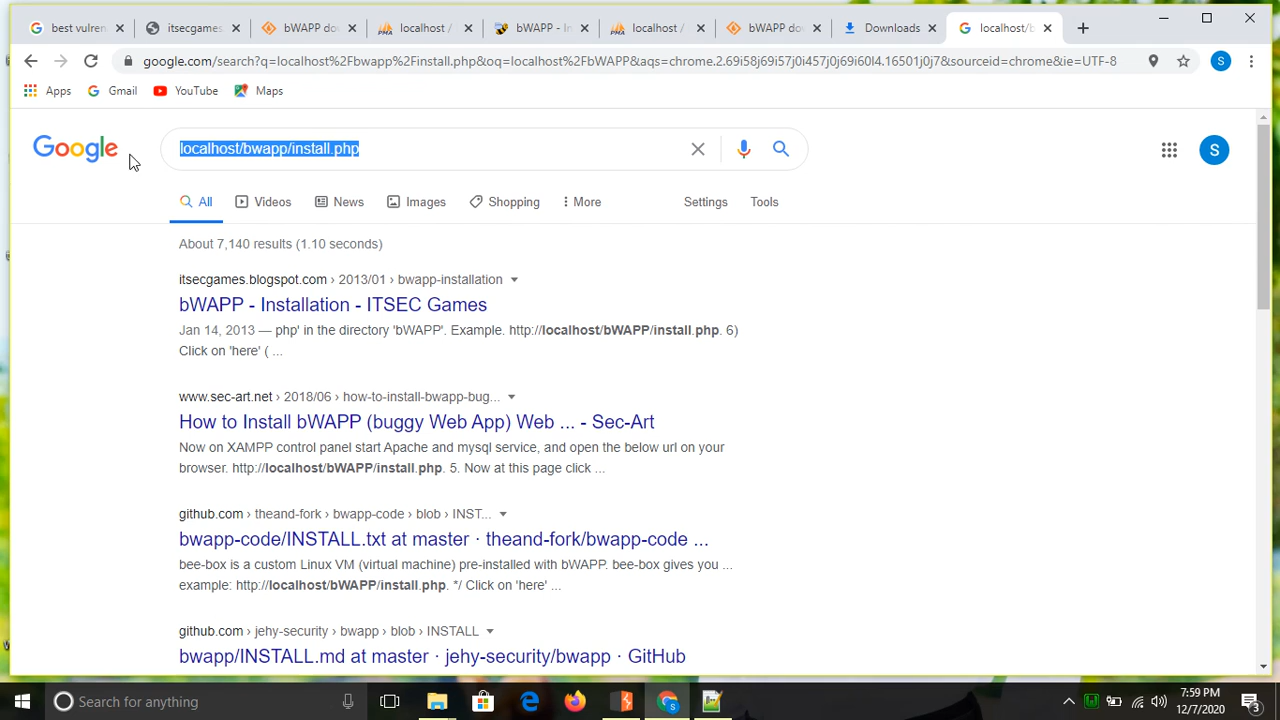 best vulren
itsecgames
bWAPP do
localhost /
bWAPP - In
localhost /
bWAPP do
Downloads
localhost/b
google.com/search?q=localhost%2Fbwapp%2Finstall.php&oq=localhost%2FbWAPP&aqs=chrome.2.69i58j69i57j0i457j0j69i60l4.16501j0j7&sourceid=chrome&ie=UTF-8
S
Apps
Gmail
YouTube
Maps
Google
localhost/bwapp/install.php
S
All
Videos
News
Images
Shopping
More
Settings
Tools
About 7,140 results (1.10 seconds)
itsecgames.blogspot.com › 2013/01 › bwapp-installation
bWAPP - Installation - ITSEC Games
Jan 14, 2013 — php' in the directory 'bWAPP'. Example. http://localhost/bWAPP/install.php. 6)
Click on 'here' ( ...
www.sec-art.net › 2018/06 › how-to-install-bwapp-bug...
How to Install bWAPP (buggy Web App) Web ... - Sec-Art
Now on XAMPP control panel start Apache and mysql service, and open the below url on your
browser. http://localhost/bWAPP/install.php. 5. Now at this page click ...
github.com › theand-fork › bwapp-code › blob › INST...
bwapp-code/INSTALL.txt at master · theand-fork/bwapp-code ...
bee-box is a custom Linux VM (virtual machine) pre-installed with bWAPP. bee-box gives you ...
example: http://localhost/bWAPP/install.php. */ Click on 'here' ...
github.com › jehy-security › bwapp › blob › INSTALL
bwapp/INSTALL.md at master · jehy-security/bwapp · GitHub
Search for anything
7:59 PM
12/7/2020
3